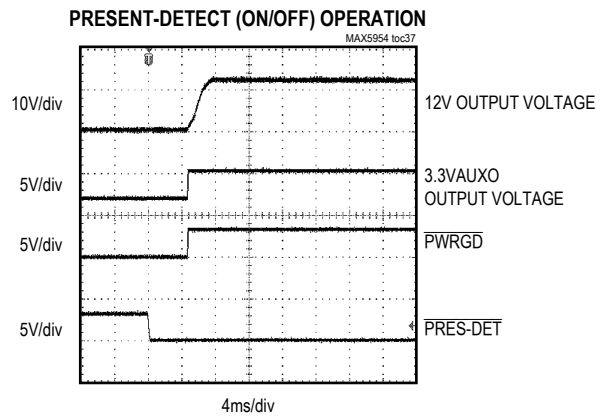 PRESENT-DETECT (ON/OFF) OPERATION
MAX5954 toc37
10V/div
12V OUTPUT VOLTAGE
5V/div
3.3VAUXO
OUTPUT VOLTAGE
5V/div
PWRGD
5V/div
PRES-DET
4ms/div